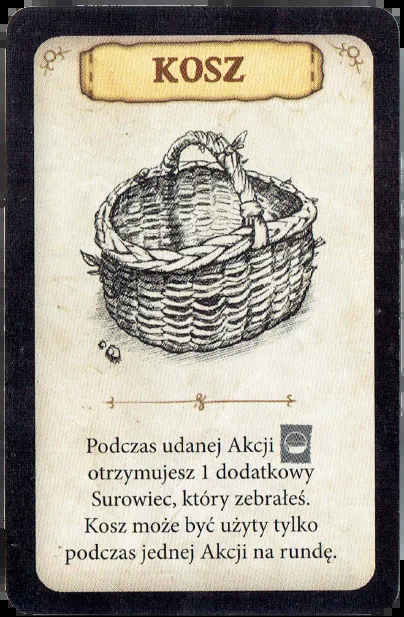 KOSZ
Podczas udanej Akcji
otrzymujesz 1 dodatkowy
Surowiec, który zebrałeś.
Kosz może być użyty tylko
podczas jednej Akcji na rundę.